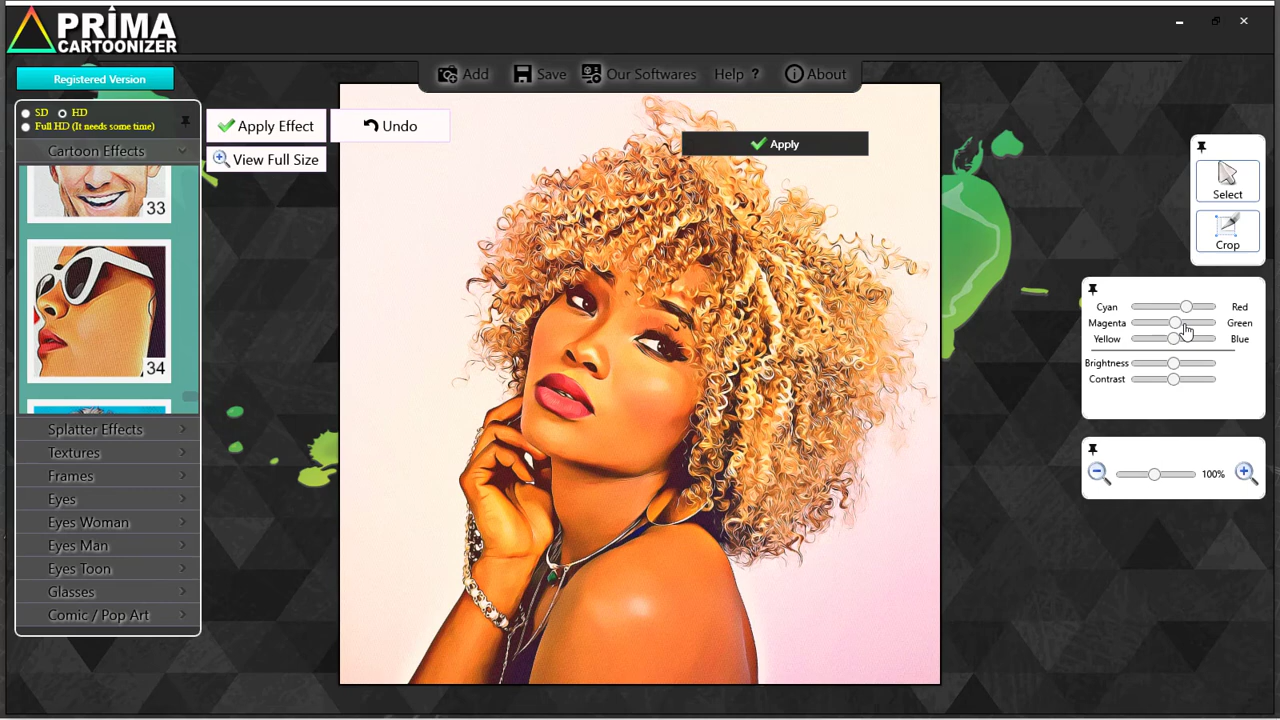 PRIMA
CARTOONIZER
Registered Version
Add
Save
Our Softwares
Help ?
About
SD
HD
Full HD (It needs some time)
Cartoon Effects
33
34
Splatter Effects
Textures
Frames
Eyes
Eyes Woman
Eyes Man
Eyes Toon
Glasses
Comic / Pop Art
Apply Effect
Undo
View Full Size
Apply
Select
Crop
Cyan
Red
Magenta
Green
Yellow
Blue
Brightness
Contrast
100%